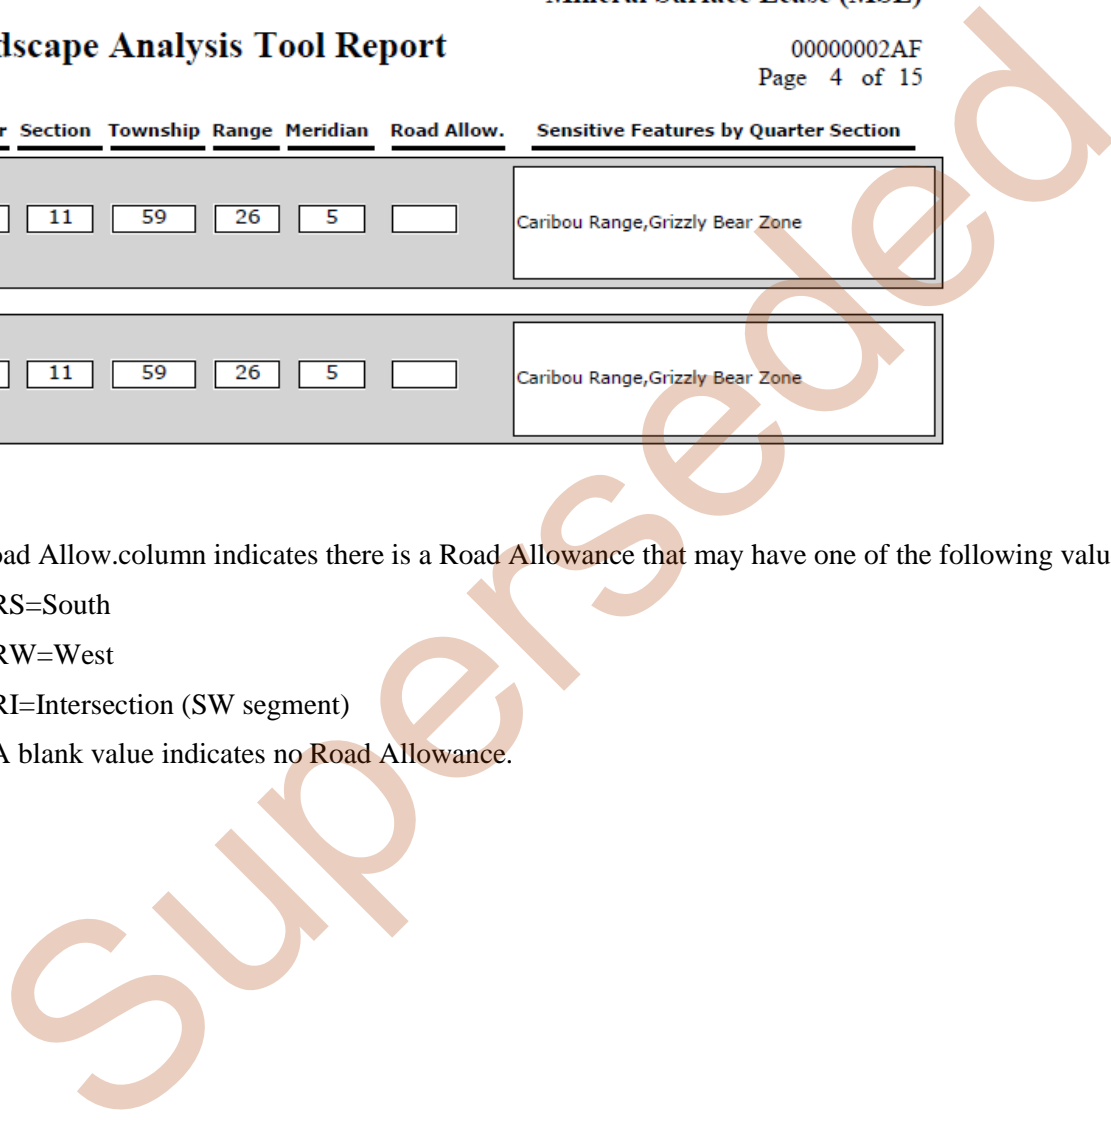 Mineral Surface Lease (MSL)
dscape Analysis Tool Report
00000002AF
Page 4 of 15
r Section Township Range Meridian Road Allow. Sensitive Features by Quarter Section
11 59 26 5 Caribou Range,Grizzly Bear Zone
11 59 26 5 Caribou Range,Grizzly Bear Zone
oad Allow.column indicates there is a Road Allowance that may have one of the following valu
RS=South
RW=West
RI=Intersection (SW segment)
A blank value indicates no Road Allowance.
Superseded